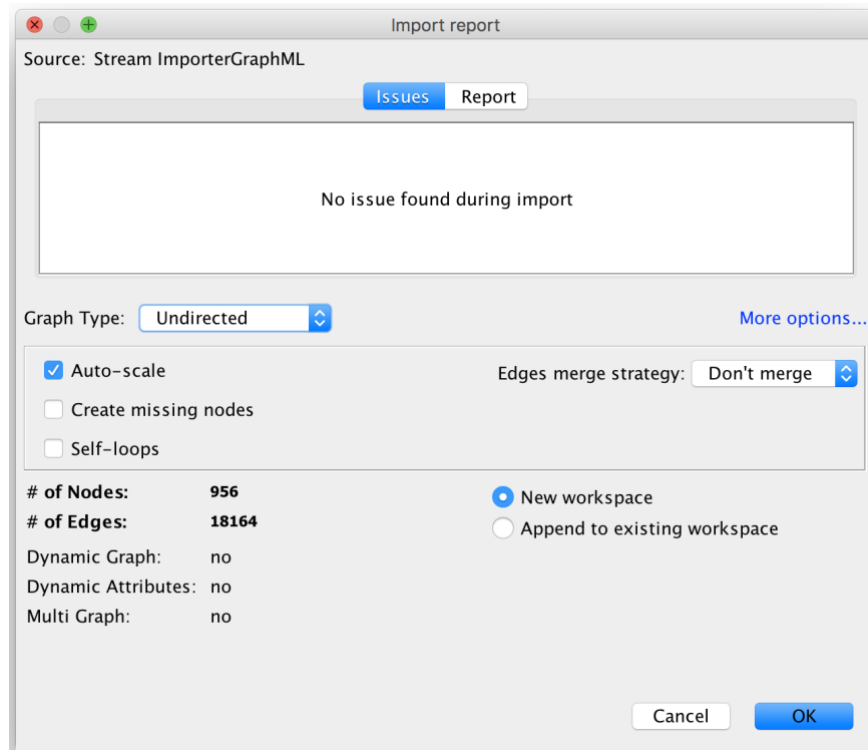 Import report
Source: Stream ImporterGraphML
Issues Report
No issue found during import
Graph Type: Undirected More options...
Auto-scale Edges merge strategy: Don't merge
Create missing nodes
Self-loops
# of Nodes: 956 New workspace
# of Edges: 18164 Append to existing workspace
Dynamic Graph: no
Dynamic Attributes: no
Multi Graph: no
Cancel OK